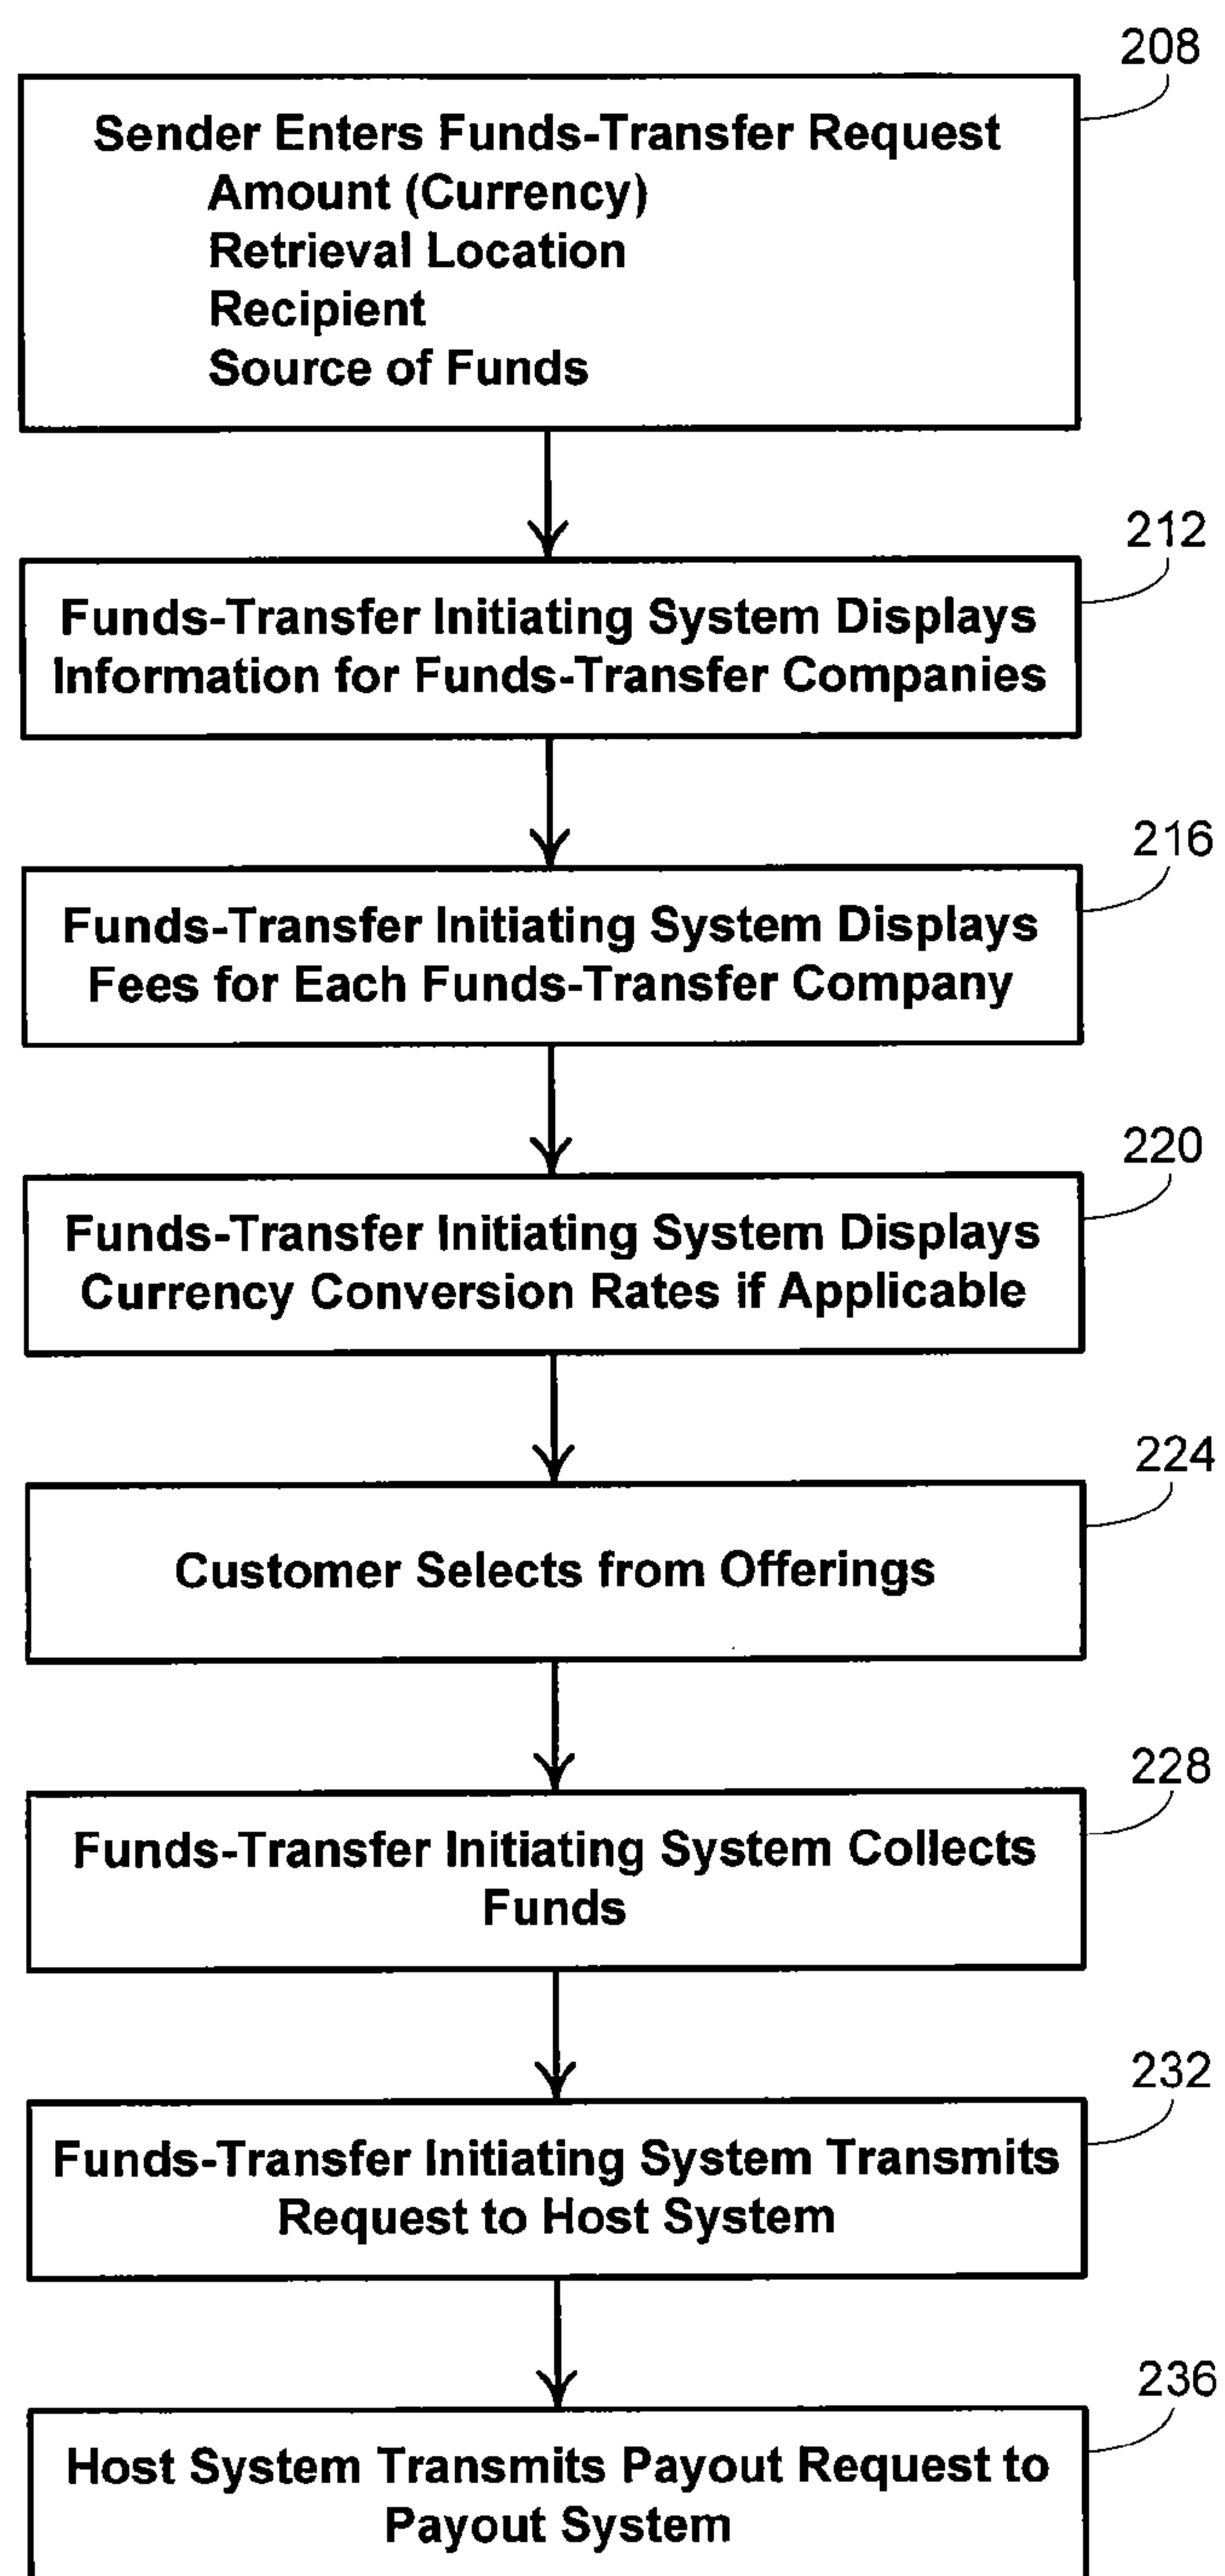 208
Sender Enters Funds-Transfer Request
Amount (Currency)
Retrieval Location
Recipient
Source of Funds
212
Funds-Transfer Initiating System Displays
Information for Funds-Transfer Companies
216
Funds-Transfer Initiating System Displays
Fees for Each Funds-Transfer Company
220
Funds-Transfer Initiating System Displays
Currency Conversion Rates if Applicable
224
Customer Selects from Offerings
228
Funds-Transfer Initiating System Collects
Funds
232
Funds-Transfer Initiating System Transmits
Request to Host System
236
Host System Transmits Payout Request to
Payout System